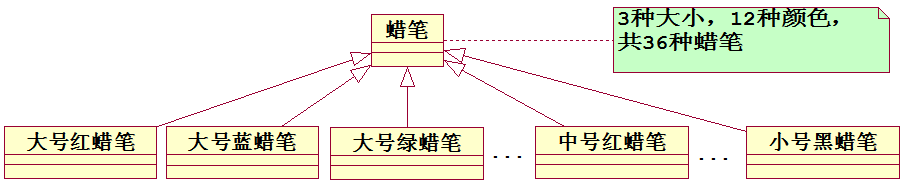 蜡笔
3种大小，12种颜色，
共36种蜡笔
大号红蜡笔
大号蓝蜡笔
大号绿蜡笔
...
中号红蜡笔
...
小号黑蜡笔